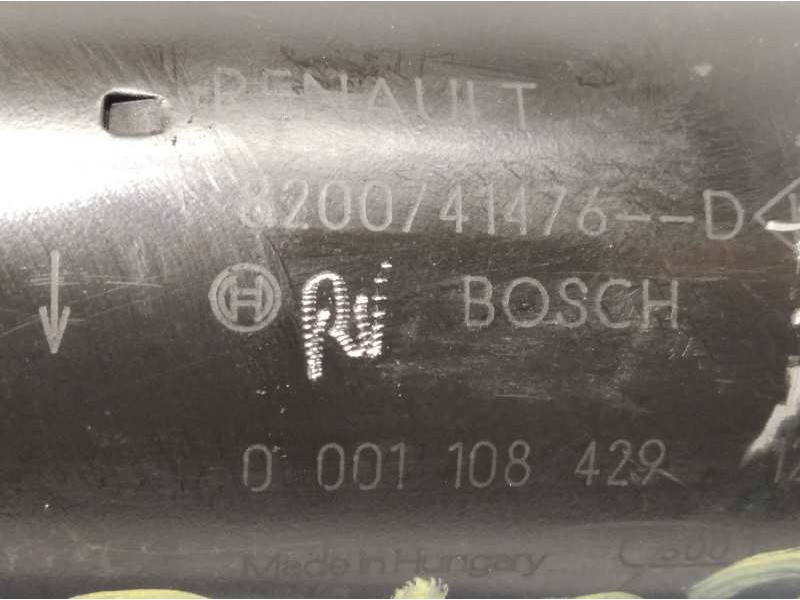 RENAULT
8200741476--D
H BOSCH
0 001 108 429
Made in Hungary